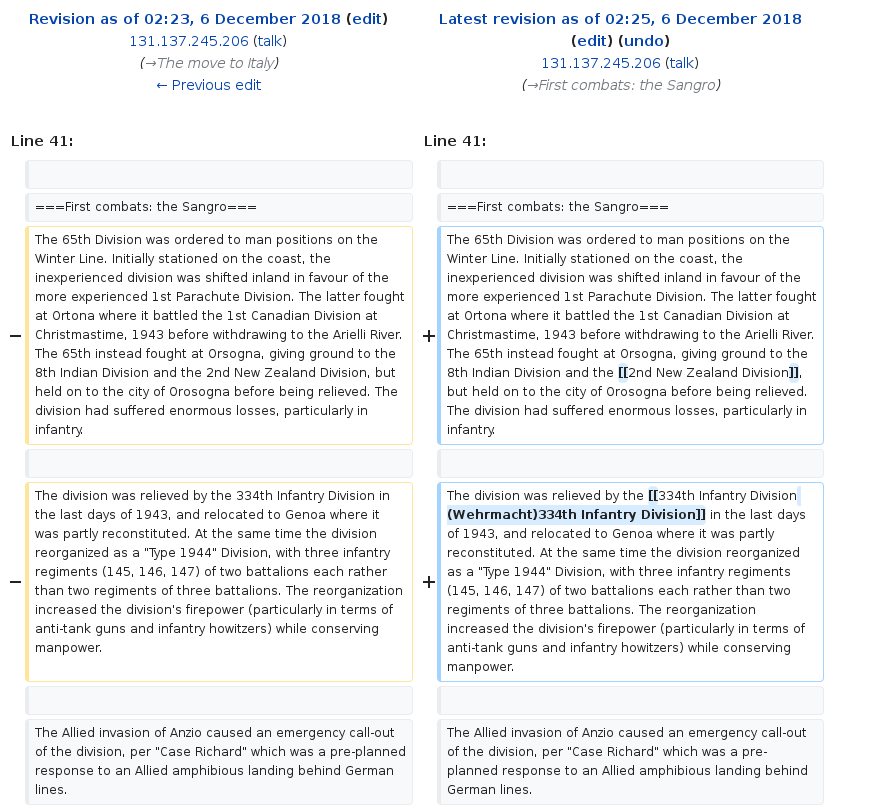 Revision as of 02:23, 6 December 2018 (edit)
131.137.245.206 (talk)
(→The move to Italy)
← Previous edit
Latest revision as of 02:25, 6 December 2018
(edit) (undo)
131.137.245.206 (talk)
(→First combats: the Sangro)
Line 41:
Line 41:
===First combats: the Sangro===
===First combats: the Sangro===
−
The 65th Division was ordered to man positions on the
Winter Line. Initially stationed on the coast, the
inexperienced division was shifted inland in favour of the
more experienced 1st Parachute Division. The latter fought
at Ortona where it battled the 1st Canadian Division at
Christmastime, 1943 before withdrawing to the Arielli River.
The 65th instead fought at Orsogna, giving ground to the
8th Indian Division and the 2nd New Zealand Division, but
held on to the city of Orosogna before being relieved. The
division had suffered enormous losses, particularly in
infantry.
+
The 65th Division was ordered to man positions on the
Winter Line. Initially stationed on the coast, the
inexperienced division was shifted inland in favour of the
more experienced 1st Parachute Division. The latter fought
at Ortona where it battled the 1st Canadian Division at
Christmastime, 1943 before withdrawing to the Arielli River.
The 65th instead fought at Orsogna, giving ground to the
8th Indian Division and the [[2nd New Zealand Division]],
but held on to the city of Orosogna before being relieved.
The division had suffered enormous losses, particularly in
infantry.
−
The division was relieved by the 334th Infantry Division in
the last days of 1943, and relocated to Genoa where it
was partly reconstituted. At the same time the division
reorganized as a "Type 1944" Division, with three infantry
regiments (145, 146, 147) of two battalions each rather
than two regiments of three battalions. The reorganization
increased the division's firepower (particularly in terms of
anti-tank guns and infantry howitzers) while conserving
manpower.
+
The division was relieved by the [[334th Infantry Division
(Wehrmacht)334th Infantry Division]] in the last days
of 1943, and relocated to Genoa where it was partly
reconstituted. At the same time the division reorganized
as a "Type 1944" Division, with three infantry regiments
(145, 146, 147) of two battalions each rather than two
regiments of three battalions. The reorganization
increased the division's firepower (particularly in terms of
anti-tank guns and infantry howitzers) while conserving
manpower.
The Allied invasion of Anzio caused an emergency call-out
of the division, per "Case Richard" which was a pre-planned
response to an Allied amphibious landing behind German
lines.
The Allied invasion of Anzio caused an emergency call-out
of the division, per "Case Richard" which was a pre-
planned response to an Allied amphibious landing behind
German lines.